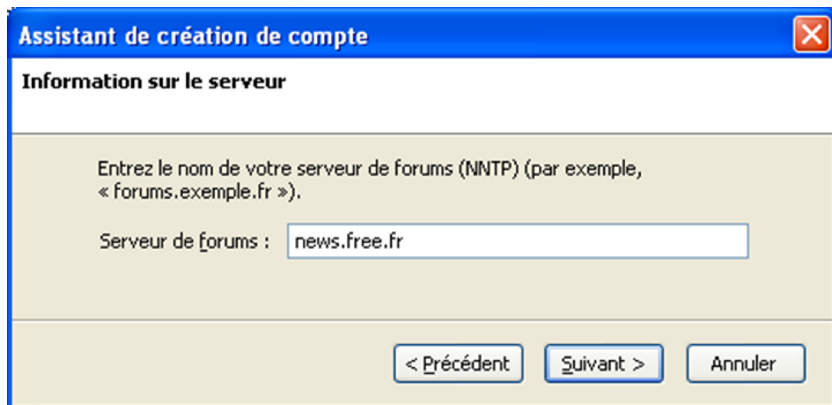 Assistant de création de compte
Information sur le serveur
Entrez le nom de votre serveur de forums (NNTP) (par exemple,
« forums.exemple.fr »).
Serveur de forums : news.free.fr
< Précédent Suivant > Annuler